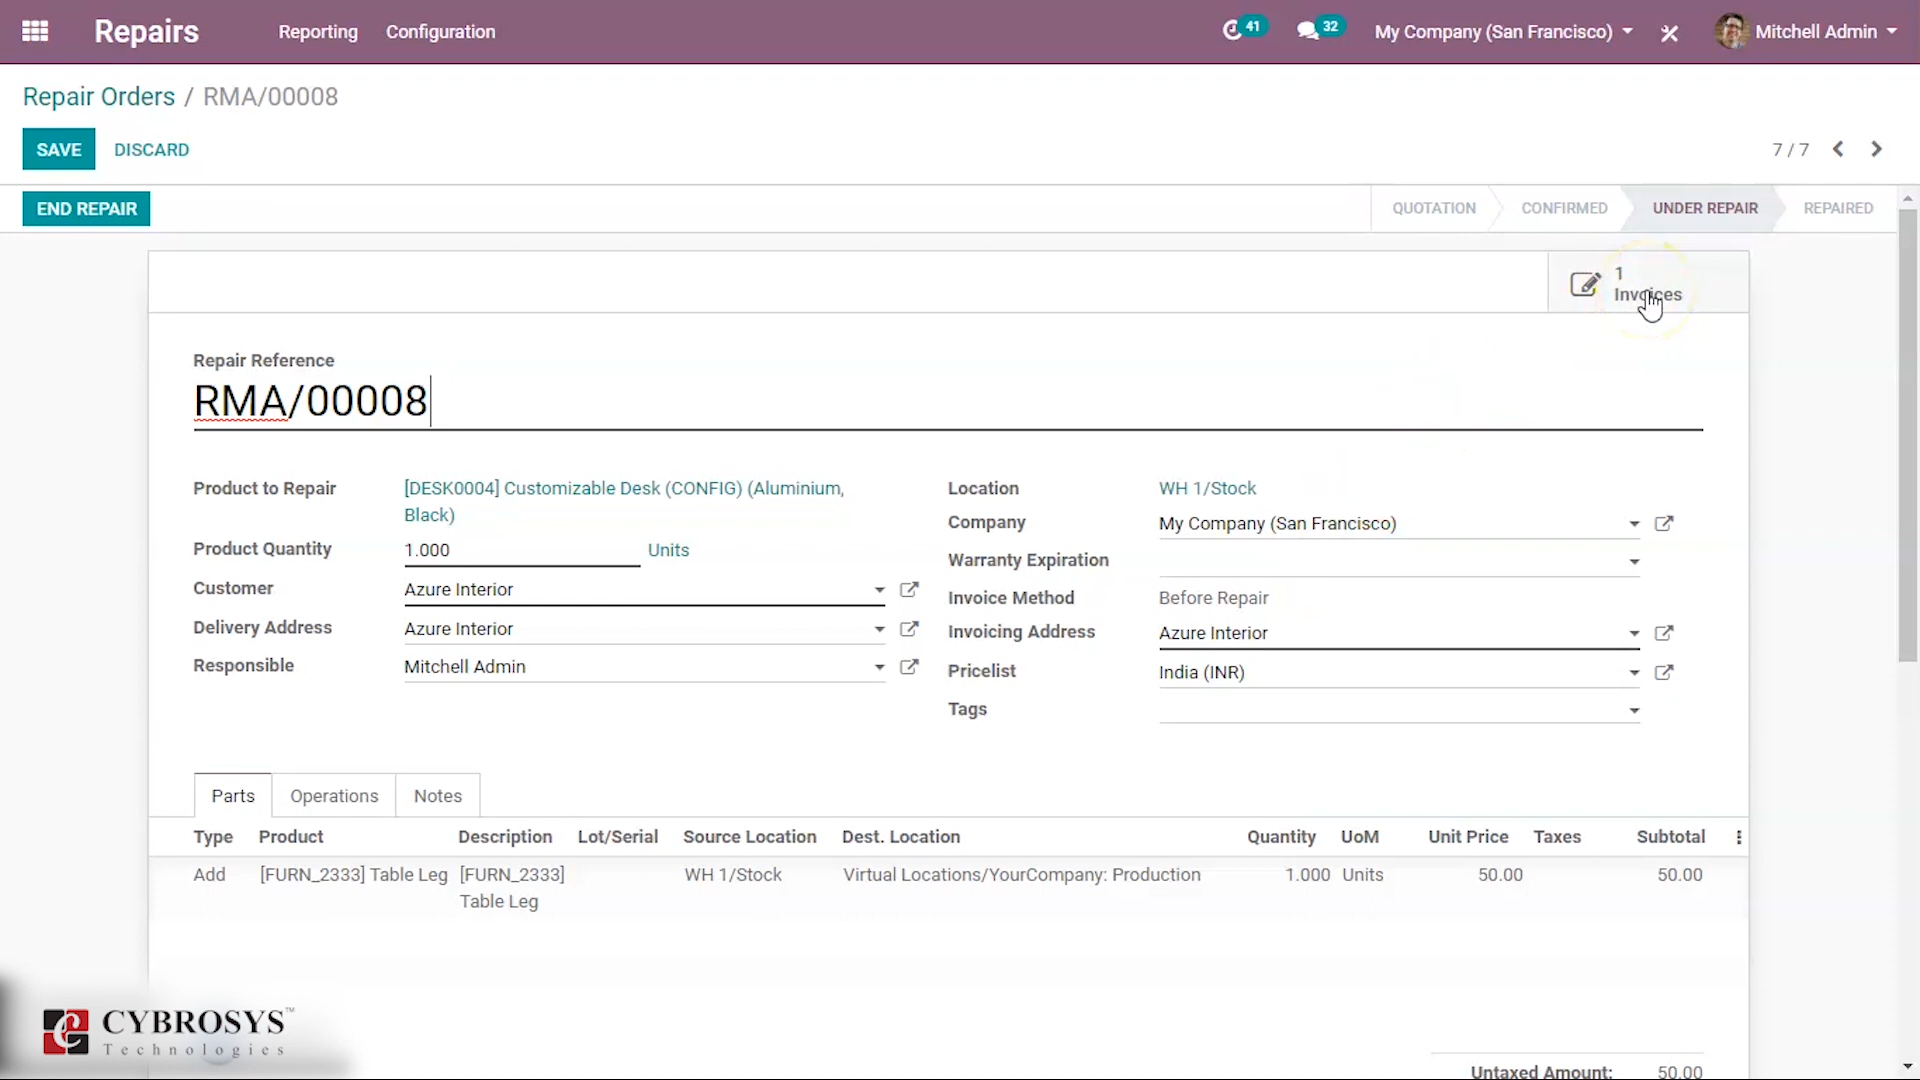 Repairs Reporting Configuration 41 32 My Company (San Francisco) Mitchell Admin
Repair Orders / RMA/00008
SAVE DISCARD 7 / 7
END REPAIR QUOTATION CONFIRMED UNDER REPAIR REPAIRED
1
Invoices
Repair Reference
RMA/00008
Product to Repair [DESK0004] Customizable Desk (CONFIG) (Aluminium,
Black)
Product Quantity 1.000 Units
Customer Azure Interior
Delivery Address Azure Interior
Responsible Mitchell Admin
Location WH 1/Stock
Company My Company (San Francisco)
Warranty Expiration
Invoice Method Before Repair
Invoicing Address Azure Interior
Pricelist India (INR)
Tags
Parts Operations Notes
Type Product Description Lot/Serial Source Location Dest. Location Quantity UoM Unit Price Taxes Subtotal
Add [FURN_2333] Table Leg [FURN_2333] WH 1/Stock Virtual Locations/YourCompany: Production 1.000 Units 50.00 50.00
Table Leg
CYBROSYS™
Technologies
Untaxed Amount: 50.00